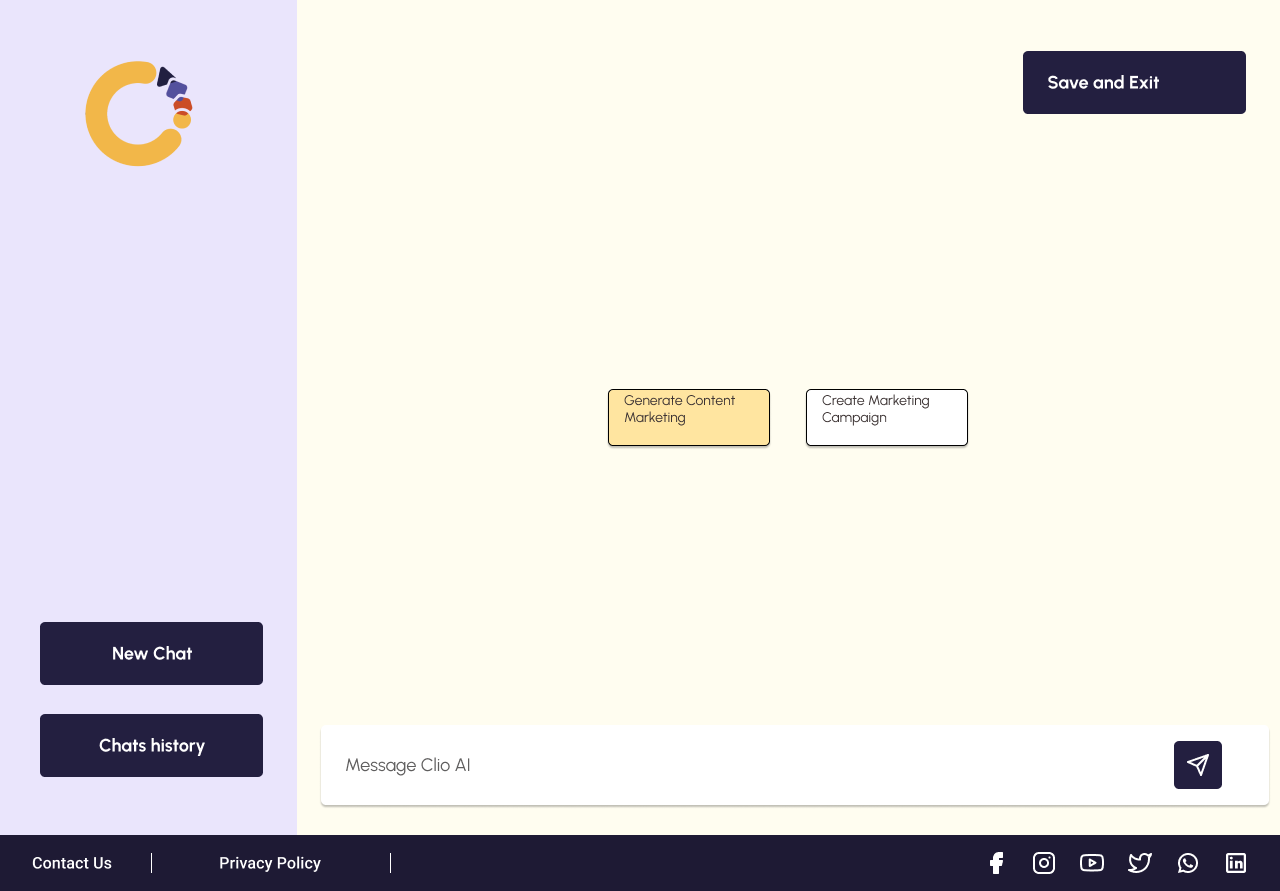 Save and Exit
Generate Content
Marketing
Create Marketing
Campaign
New Chat
Chats history
Message Clio AI
Contact Us
Privacy Policy